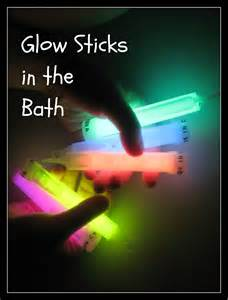 Glow Sticks
in the
Bath